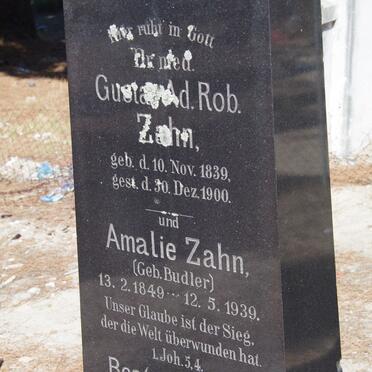 Hier ruht in Gott
Dr. med.
Gustav Ad. Rob.
Zahn,
geb. d. 10. Nov. 1839,
gest. d. 30. Dez. 1900.
und
Amalie Zahn,
(Geb. Budler)
13. 2. 1849 – 12. 5. 1939.
Unser Glaube ist der Sieg,
der die Welt überwunden hat.
1. Joh. 5,4.